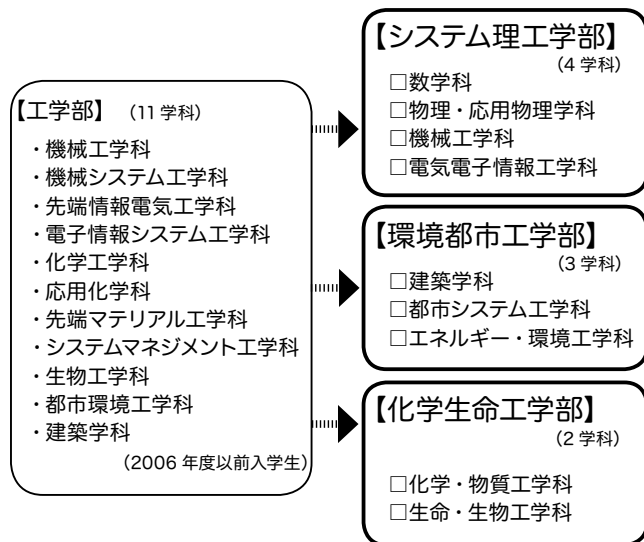 【工学部】（11 学科）
・機械工学科
・機械システム工学科
・先端情報電気工学科
・電子情報システム工学科
・化学工学科
・応用化学科
・先端マテリアル工学科
・システムマネジメント工学科
・生物工学科
・都市環境工学科
・建築学科
（2006 年度以前入学生）
【システム理工学部】
（4 学科）
□数学科
□物理・応用物理学科
□機械工学科
□電気電子情報工学科
【環境都市工学部】
（3 学科）
□建築学科
□都市システム工学科
□エネルギー・環境工学科
【化学生命工学部】
（2 学科）
□化学・物質工学科
□生命・生物工学科